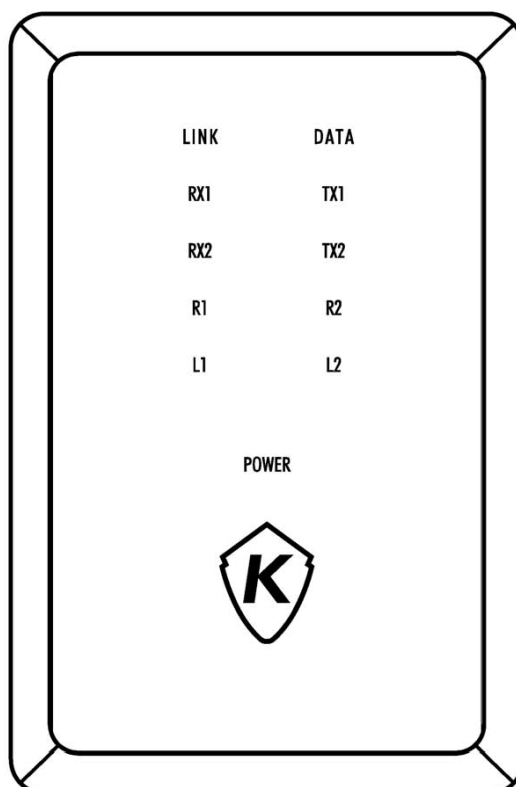 LINK DATA
RX1 TX1
RX2 TX2
R1 R2
L1 L2
POWER
K